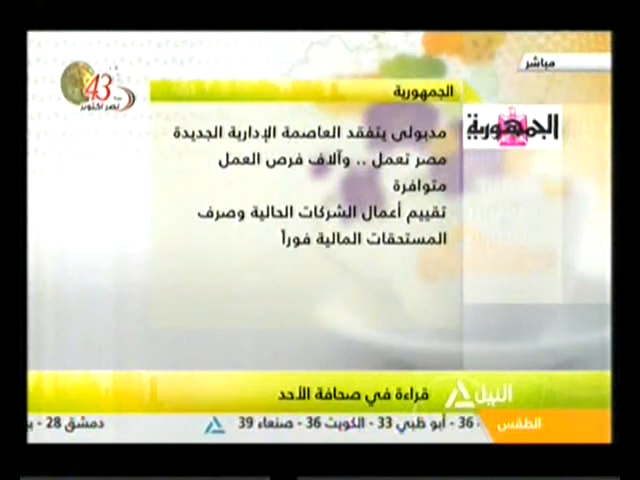 مباشر
43 سنة
نصر أكتوبر
الجمهورية
الجمهورية
مدبولى يتفقد العاصمة الإدارية الجديدة
مصر تعمل .. وآلاف فرص العمل
متوافرة
تقييم أعمال الشركات الحالية وصرف
المستحقات المالية فوراً
النيل
قراءة في صحافة الأحد
الطقس
36 - أبو ظبي 33 - الكويت 36 - صنعاء 39
دمشق 28 -